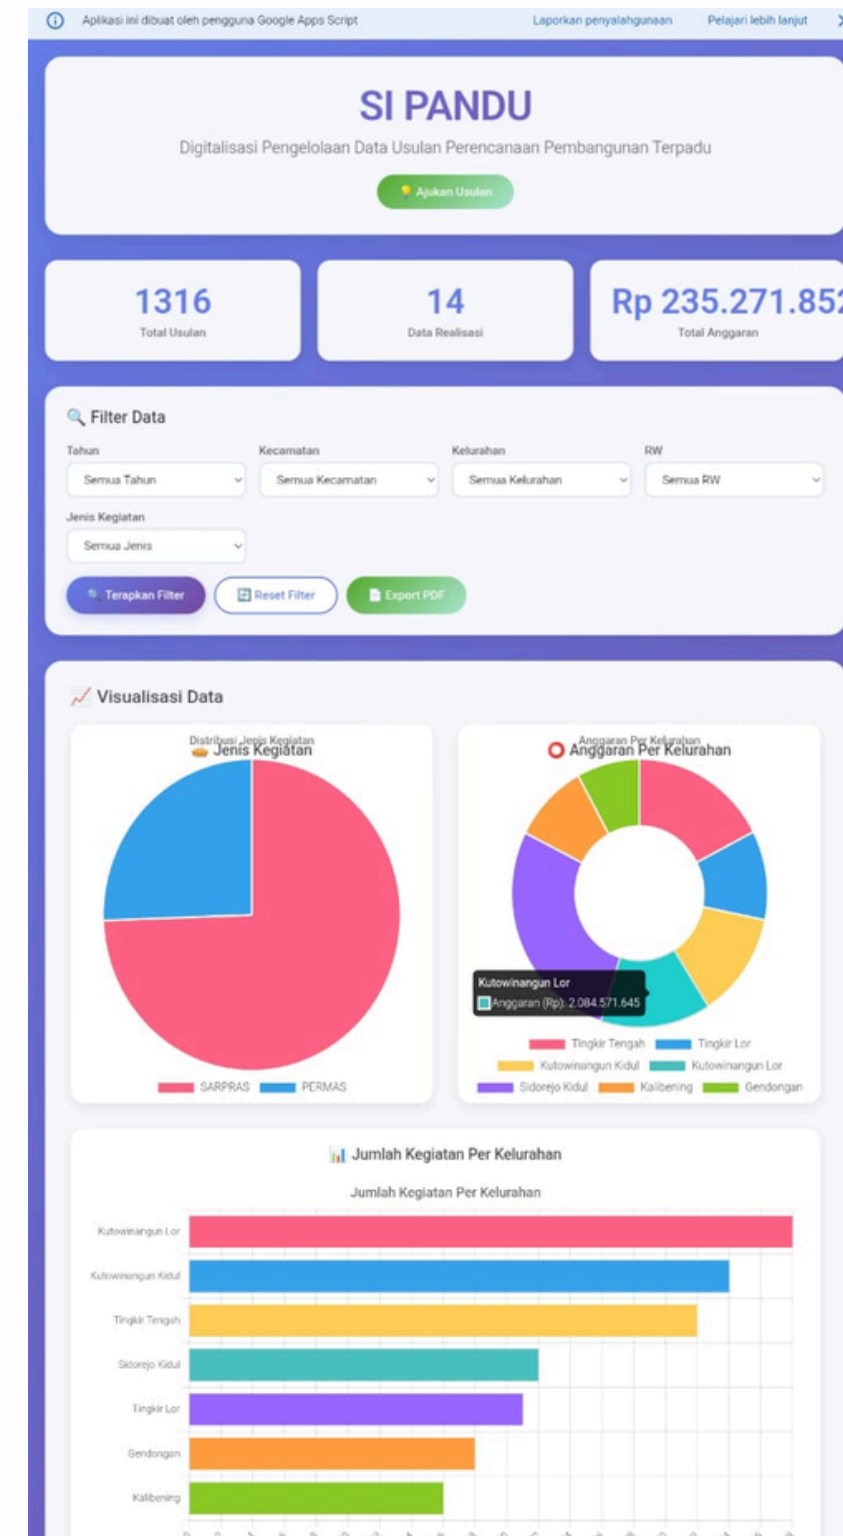 Aplikasi ini dibuat oleh pengguna Google Apps Script
Laporkan penyalahgunaan
Pelajari lebih lanjut
SI PANDU
Digitalisasi Pengelolaan Data Usulan Perencanaan Pembangunan Terpadu
Ajukan Usulan
1316
Total Usulan
14
Data Realisasi
Rp 235.271.852
Total Anggaran
Filter Data
Tahun
Kecamatan
Kelurahan
RW
Semua Tahun
Semua Kecamatan
Semua Kelurahan
Semua RW
Jenis Kegiatan
Semua Jenis
Terapkan Filter
Reset Filter
Export PDF
Visualisasi Data
Distribusi Jenis Kegiatan
Jenis Kegiatan
SARPRAS
PERMAS
Anggaran Per Kelurahan
Anggaran Per Kelurahan
Kutowinangun Lor
Anggaran (Rp): 2.084.571.645
Tingkir Tengah
Tingkir Lor
Kutowinangun Kidul
Kutowinangun Lor
Sidorejo Kidul
Kalibening
Gendongan
Jumlah Kegiatan Per Kelurahan
Jumlah Kegiatan Per Kelurahan
Kutowinangun Lor
Kutowinangun Kidul
Tingkir Tengah
Sidorejo Kidul
Tingkir Lor
Gendongan
Kalibening